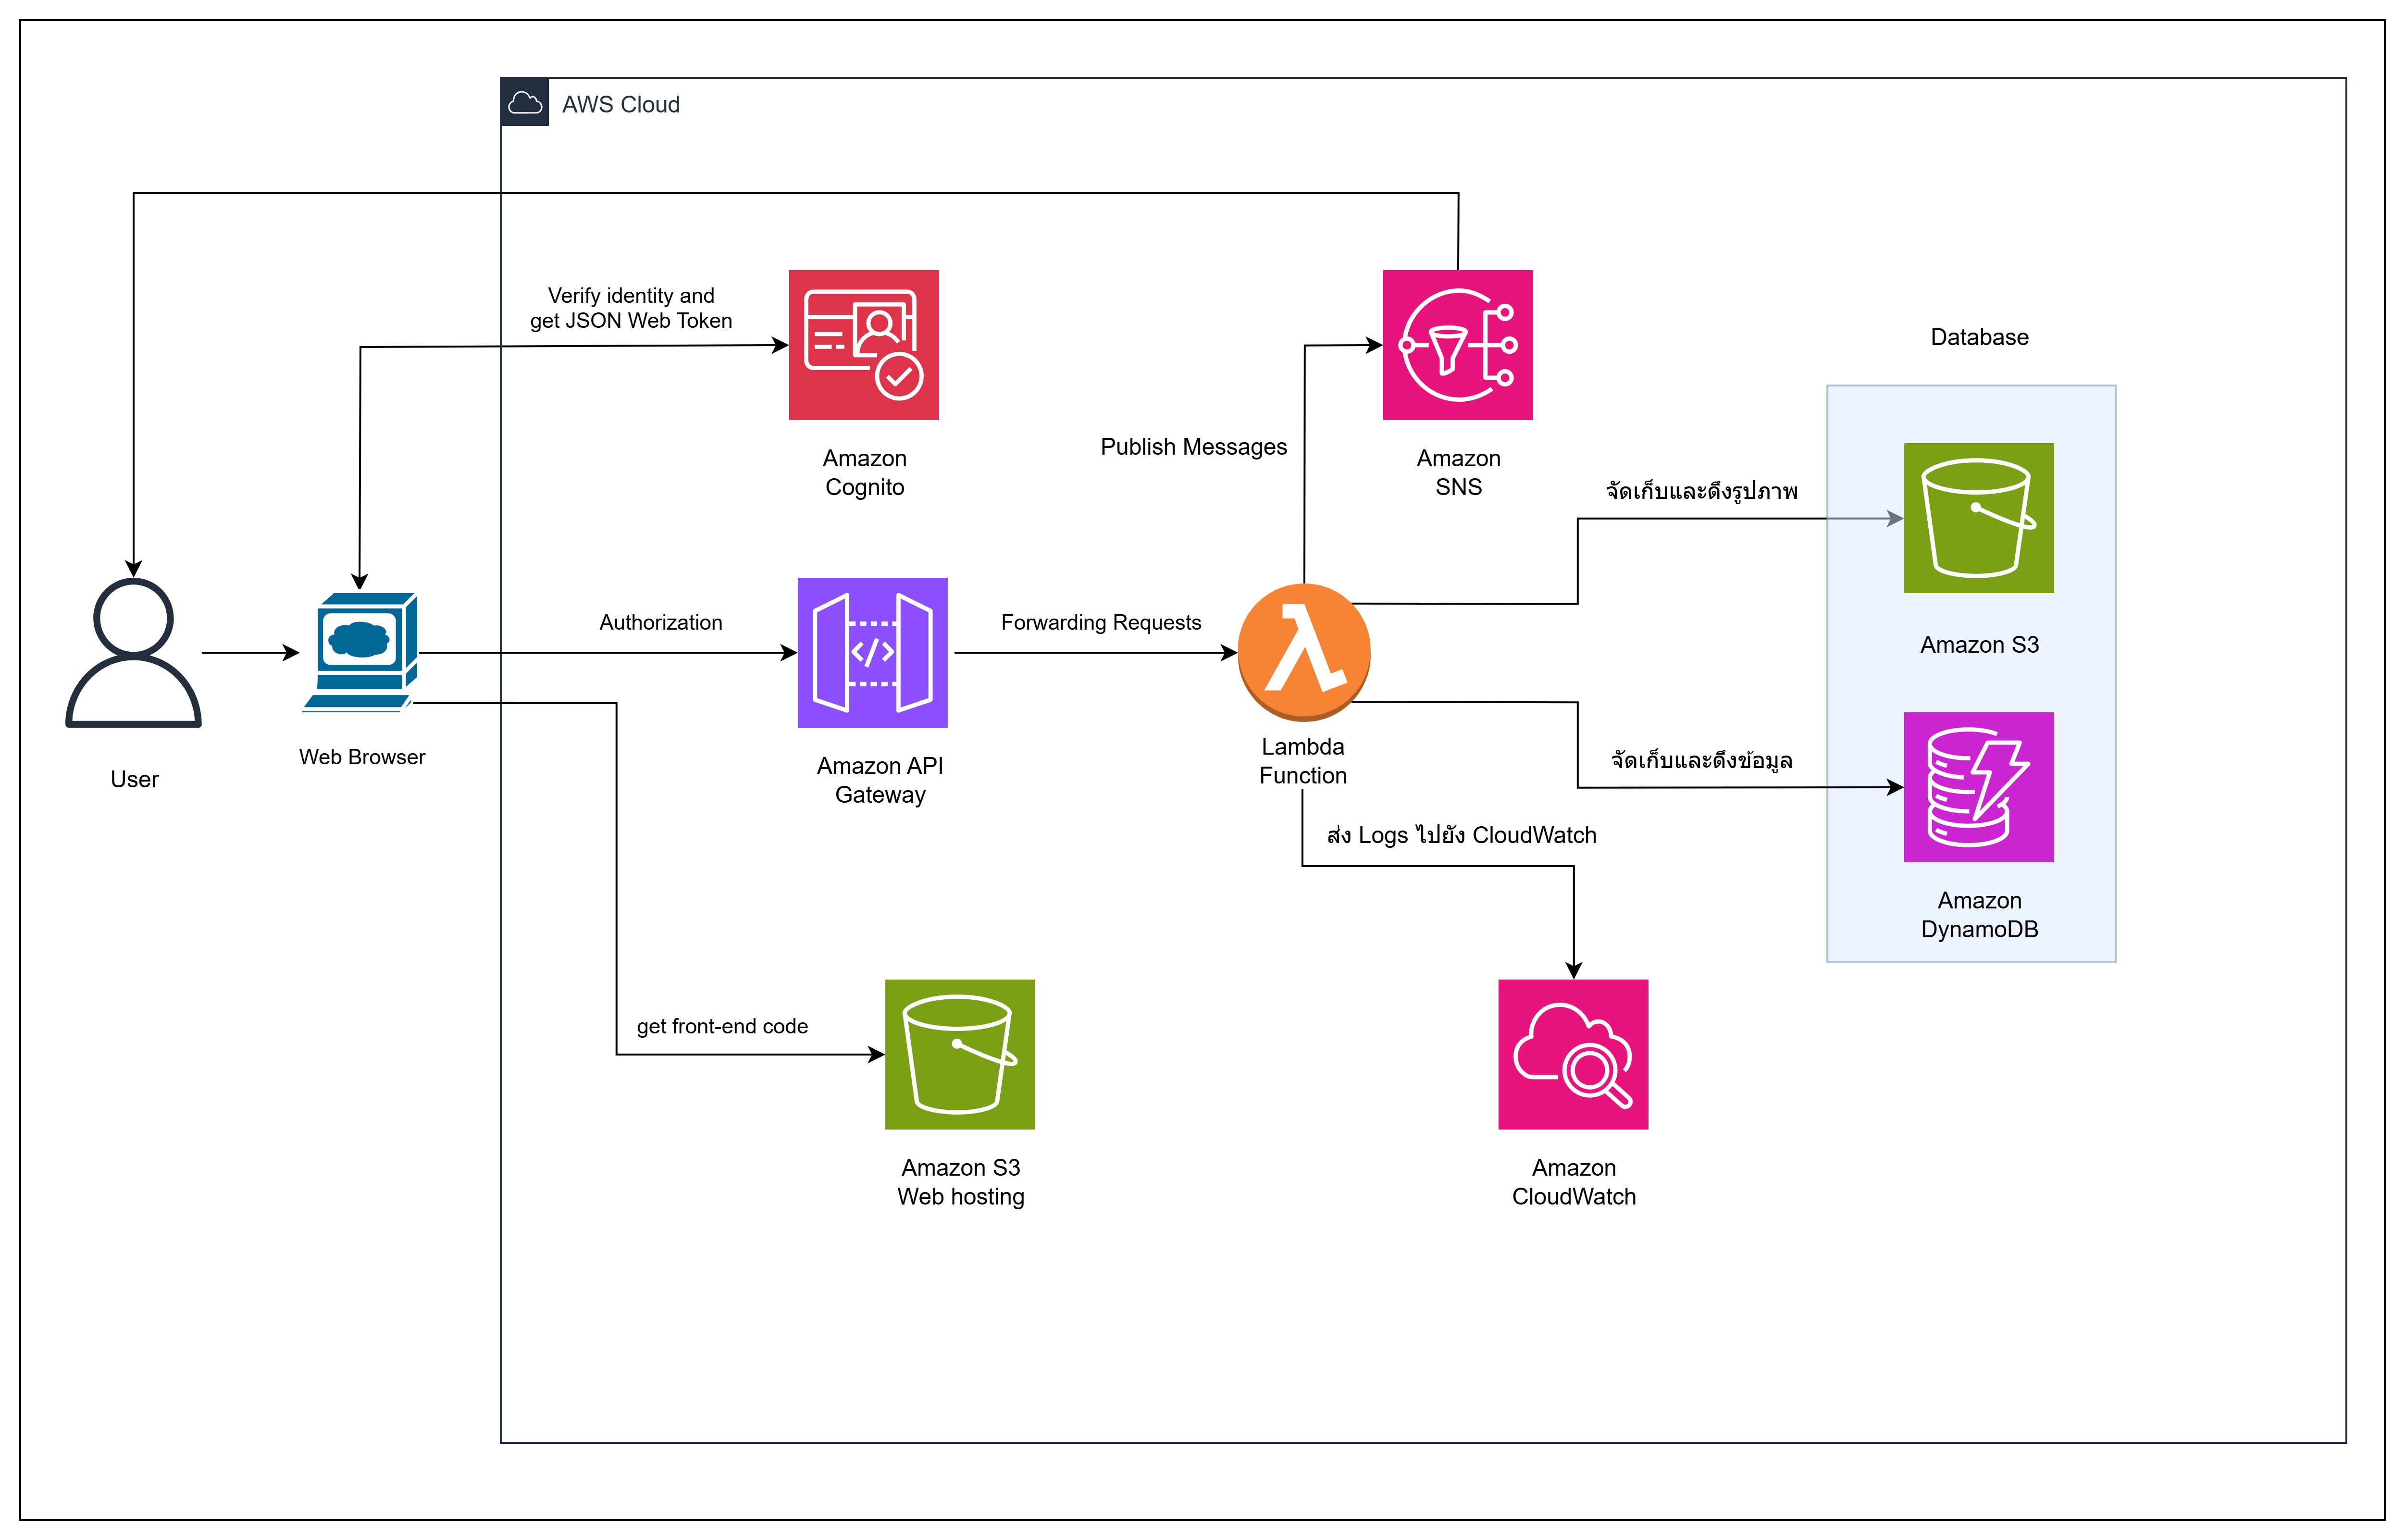 AWS Cloud
Verify identity and
get JSON Web Token
Amazon
Cognito
Publish Messages
Amazon
SNS
Database
จัดเก็บและดึงรูปภาพ
Amazon S3
User
Web Browser
Authorization
Amazon API
Gateway
Forwarding Requests
Lambda
Function
จัดเก็บและดึงข้อมูล
Amazon
DynamoDB
ส่ง Logs ไปยัง CloudWatch
get front-end code
Amazon S3
Web hosting
Amazon
CloudWatch